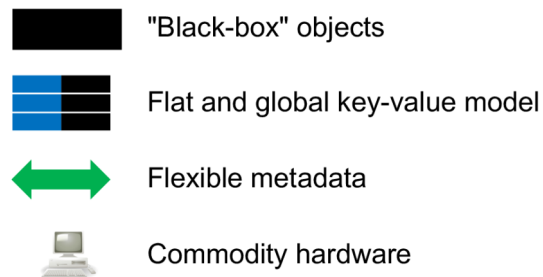 "Black-box" objects
Flat and global key-value model
Flexible metadata
Commodity hardware